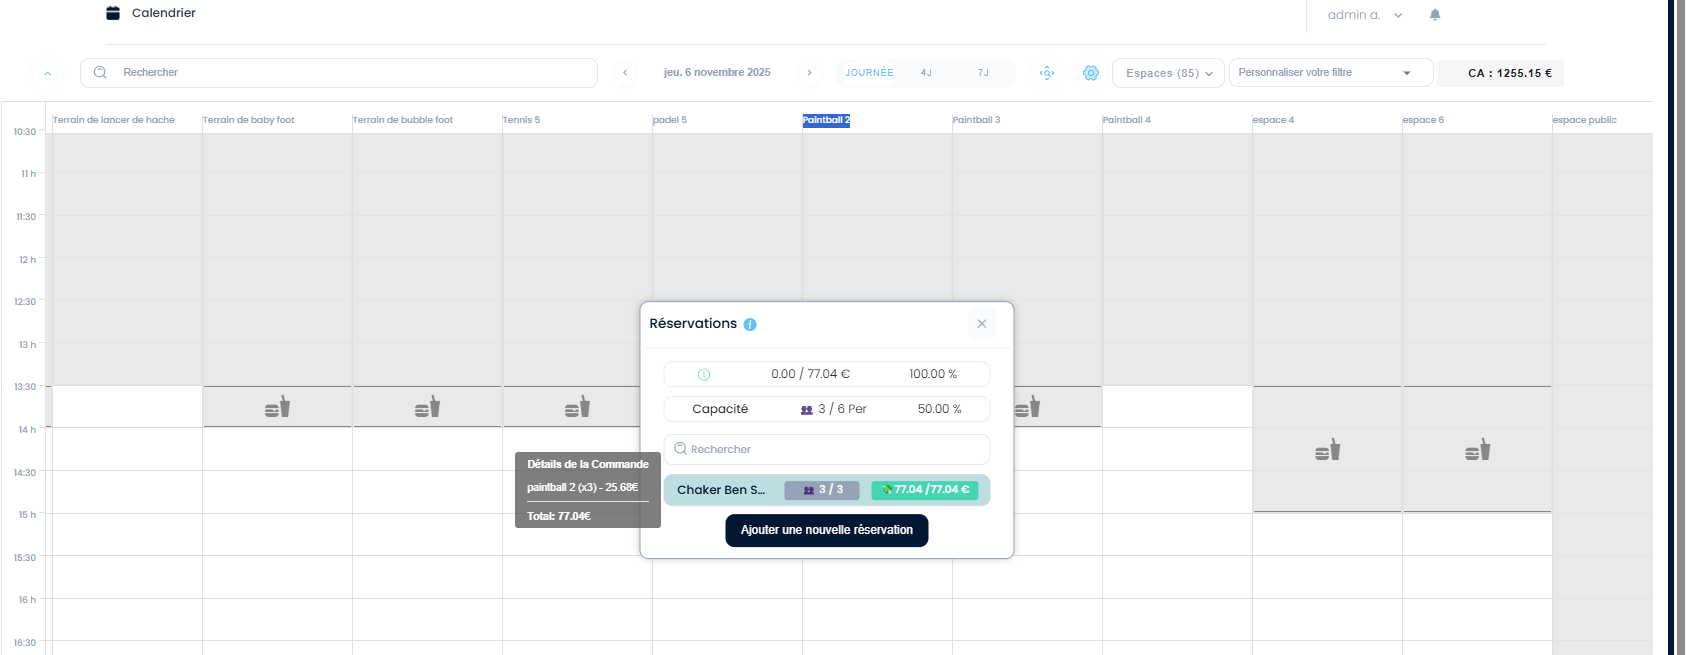 Calendrier
admin a.
Rechercher
jeu. 6 novembre 2025
JOURNÉE
4J
7J
Espaces (85)
Personnaliser votre filtre
CA : 1255.15 €
Terrain de lancer de hache
Terrain de baby foot
Terrain de bubble foot
Tennis 5
padel 5
Paintball 2
Paintball 3
Paintball 4
espace 4
espace 6
espace public
10:30
11 h
11:30
12 h
12:30
13 h
13:30
14 h
14:30
15 h
15:30
16 h
16:30
Réservations
0.00 / 77.04 €
100.00 %
Capacité
3 / 6 Per
50.00 %
Rechercher
Chaker Ben S...
3 / 3
77.04 /77.04 €
Ajouter une nouvelle réservation
Détails de la Commande
paintball 2 (x3) - 25.68€
Total: 77.04€